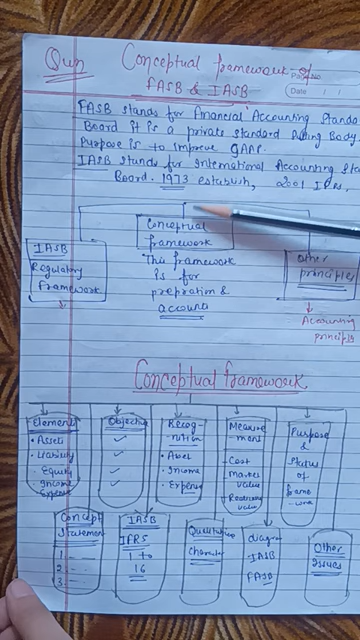 Qus
Conceptual framework of
FASB & IASB
Page No
Date / /
FASB stands for financial Accounting Standa
Board it is a private standard
Body.
Purpose is to improve GAAP.
IASB stands for International Accounting Sta
Board. 1973 establish, 2001
IASB
Regulatory
framework
Conceptual
framework
This framework
is for
prepration &
accounts
Other
principles
Accounting
principles
Conceptual framework
Elements
• Assets
• Liability
• Equity
Income
Expense
Objective
✓
✓
✓
✓
Recog-
nition
• Asset
• Income
• Expense
Measure
ment
- Cost
Market
value
Realising
value
Purpose
&
Status
of
frame
work
Concept
Statement
1. --
2. --
3. --
IASB
IFRS
1 to
16
Qualitative
Character
diagram
-IASB
FASB
Other
Issues